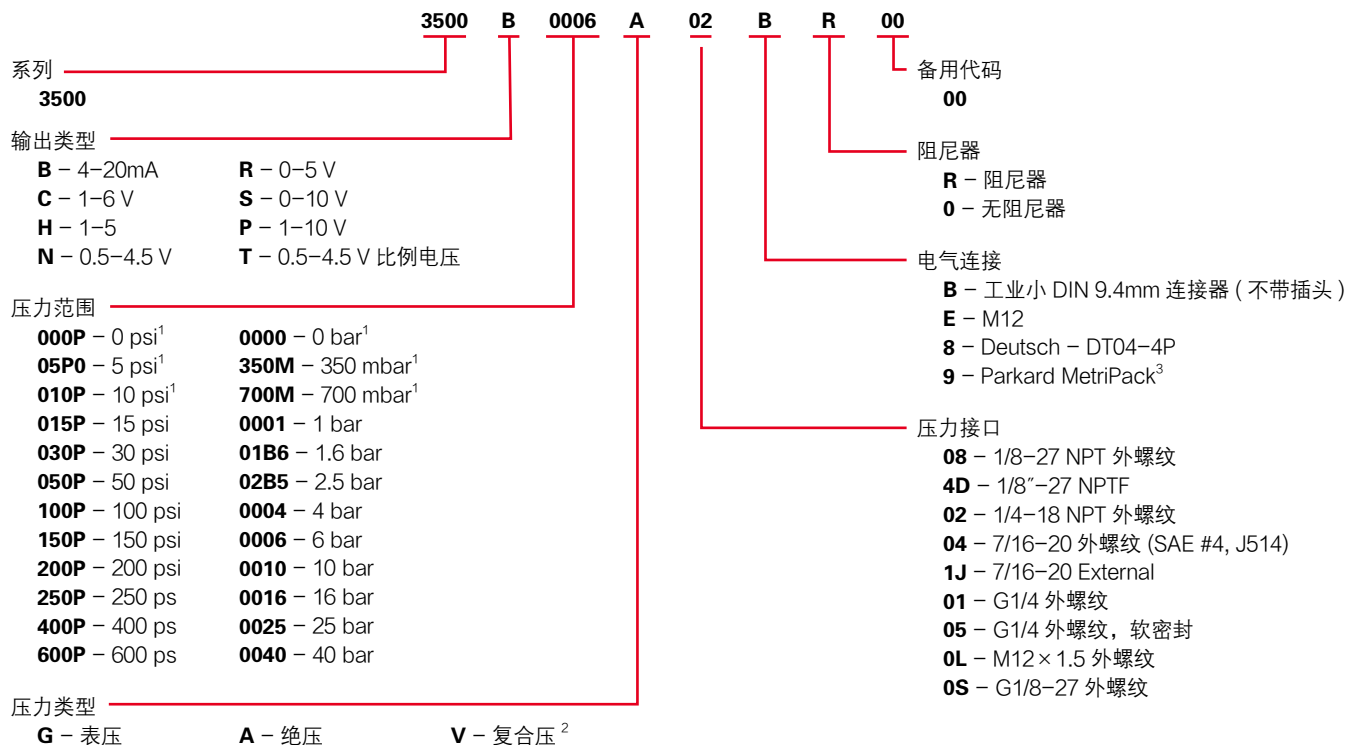 3500 B 0006 A 02 B R 00
系列
3500
输出类型
B – 4–20mA R – 0–5 V
C – 1–6 V S – 0–10 V
H – 1–5 P – 1–10 V
N – 0.5–4.5 V T – 0.5–4.5 V 比例电压
压力范围
000P – 0 psi¹ 0000 – 0 bar¹
05P0 – 5 psi¹ 350M – 350 mbar¹
010P – 10 psi¹ 700M – 700 mbar¹
015P – 15 psi 0001 – 1 bar
030P – 30 psi 01B6 – 1.6 bar
050P – 50 psi 02B5 – 2.5 bar
100P – 100 psi 0004 – 4 bar
150P – 150 psi 0006 – 6 bar
200P – 200 psi 0010 – 10 bar
250P – 250 ps 0016 – 16 bar
400P – 400 ps 0025 – 25 bar
600P – 600 ps 0040 – 40 bar
压力类型
G – 表压 A – 绝压 V – 复合压 ²
备用代码
00
阻尼器
R – 阻尼器
0 – 无阻尼器
电气连接
B – 工业小 DIN 9.4mm 连接器 ( 不带插头 )
E – M12
8 – Deutsch – DT04–4P
9 – Parkard MetriPack³
压力接口
08 – 1/8–27 NPT 外螺纹
4D – 1/8″–27 NPTF
02 – 1/4–18 NPT 外螺纹
04 – 7/16–20 外螺纹 (SAE #4, J514)
1J – 7/16–20 External
01 – G1/4 外螺纹
05 – G1/4 外螺纹，软密封
0L – M12×1.5 外螺纹
0S – G1/8–27 外螺纹